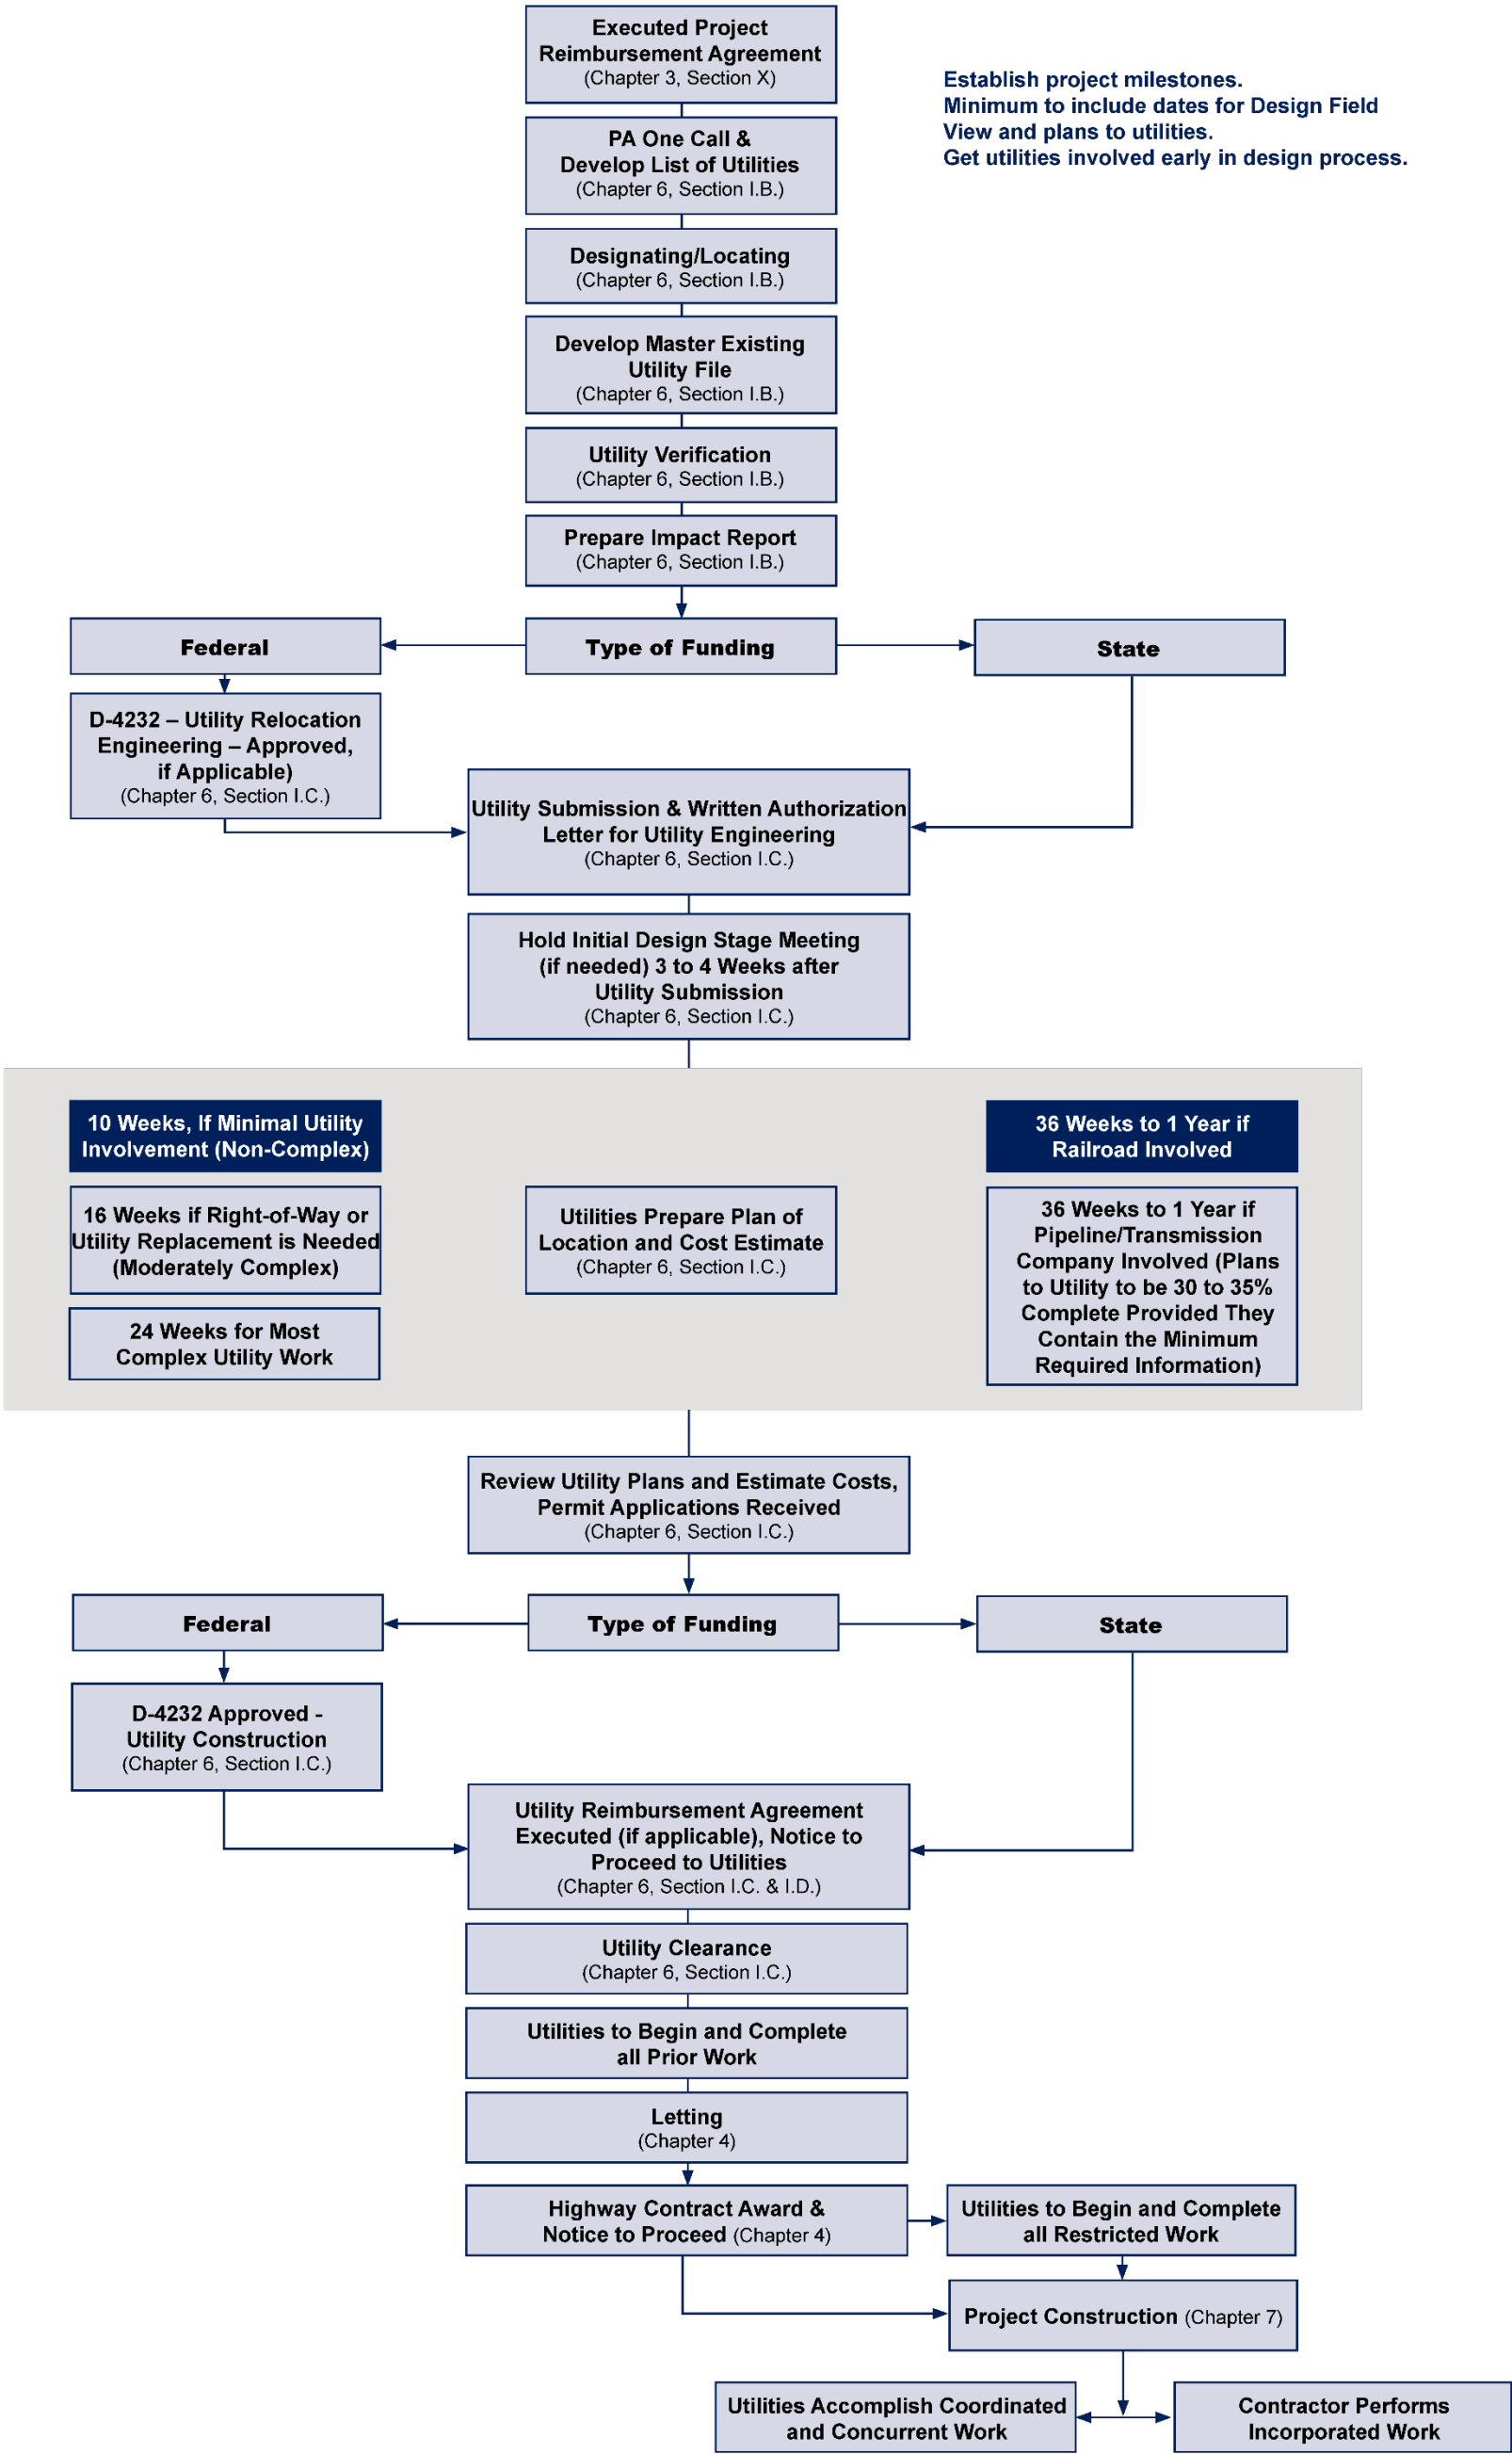 Executed Project
Reimbursement Agreement
(Chapter 3, Section X)
Establish project milestones.
Minimum to include dates for Design Field
View and plans to utilities.
Get utilities involved early in design process.
PA One Call &
Develop List of Utilities
(Chapter 6, Section I.B.)
Designating/Locating
(Chapter 6, Section I.B.)
Develop Master Existing
Utility File
(Chapter 6, Section I.B.)
Utility Verification
(Chapter 6, Section I.B.)
Prepare Impact Report
(Chapter 6, Section I.B.)
Federal
Type of Funding
State
D-4232 – Utility Relocation
Engineering – Approved,
if Applicable)
(Chapter 6, Section I.C.)
Utility Submission & Written Authorization
Letter for Utility Engineering
(Chapter 6, Section I.C.)
Hold Initial Design Stage Meeting
(if needed) 3 to 4 Weeks after
Utility Submission
(Chapter 6, Section I.C.)
10 Weeks, If Minimal Utility
Involvement (Non-Complex)
16 Weeks if Right-of-Way or
Utility Replacement is Needed
(Moderately Complex)
24 Weeks for Most
Complex Utility Work
Utilities Prepare Plan of
Location and Cost Estimate
(Chapter 6, Section I.C.)
36 Weeks to 1 Year if
Railroad Involved
36 Weeks to 1 Year if
Pipeline/Transmission
Company Involved (Plans
to Utility to be 30 to 35%
Complete Provided They
Contain the Minimum
Required Information)
Review Utility Plans and Estimate Costs,
Permit Applications Received
(Chapter 6, Section I.C.)
Federal
Type of Funding
State
D-4232 Approved -
Utility Construction
(Chapter 6, Section I.C.)
Utility Reimbursement Agreement
Executed (if applicable), Notice to
Proceed to Utilities
(Chapter 6, Section I.C. & I.D.)
Utility Clearance
(Chapter 6, Section I.C.)
Utilities to Begin and Complete
all Prior Work
Letting
(Chapter 4)
Highway Contract Award &
Notice to Proceed (Chapter 4)
Utilities to Begin and Complete
all Restricted Work
Project Construction (Chapter 7)
Utilities Accomplish Coordinated
and Concurrent Work
Contractor Performs
Incorporated Work